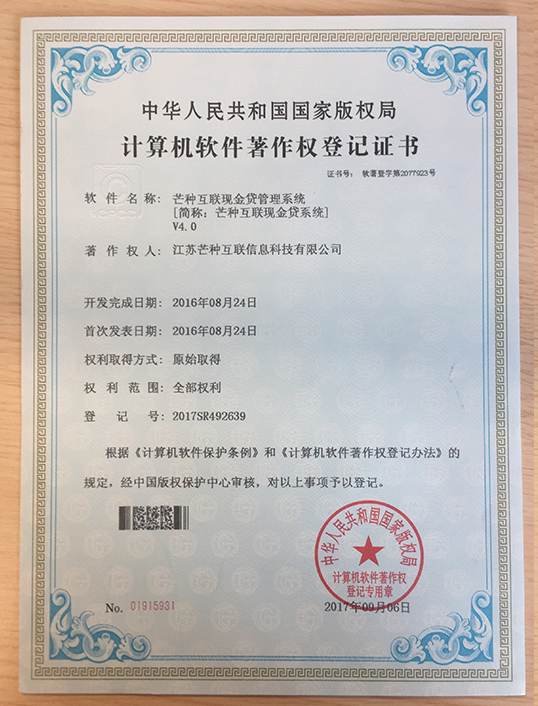 中华人民共和国国家版权局
计算机软件著作权登记证书
证书号： 软著登字第2077923号
软件名称： 芒种互联现金贷管理系统
[简称：芒种互联现金贷系统]
V4.0
著作权人： 江苏芒种互联信息科技有限公司
开发完成日期： 2016年08月24日
首次发表日期： 2016年08月24日
权利取得方式： 原始取得
权利范围： 全部权利
登记号： 2017SR492639
根据《计算机软件保护条例》和《计算机软件著作权登记办法》的
规定，经中国版权保护中心审核，对以上事项予以登记。
中华人民共和国国家版权局
计算机软件著作权
登记专用章
No. 01915931
2017年09月06日